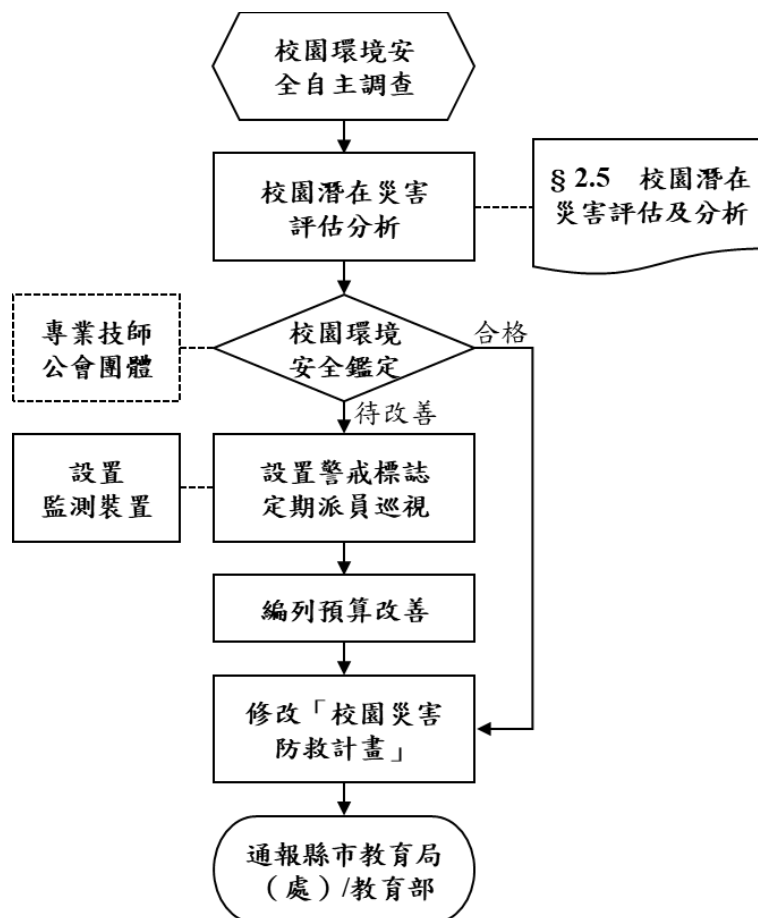 校園環境安
全自主調查
校園潛在災害
評估分析
§ 2.5 校園潛在
災害評估及分析
專業技師
公會團體
校園環境
安全鑑定
合格
待改善
設置
監測裝置
設置警戒標誌
定期派員巡視
編列預算改善
修改「校園災害
防救計畫」
通報縣市教育局
（處）/教育部